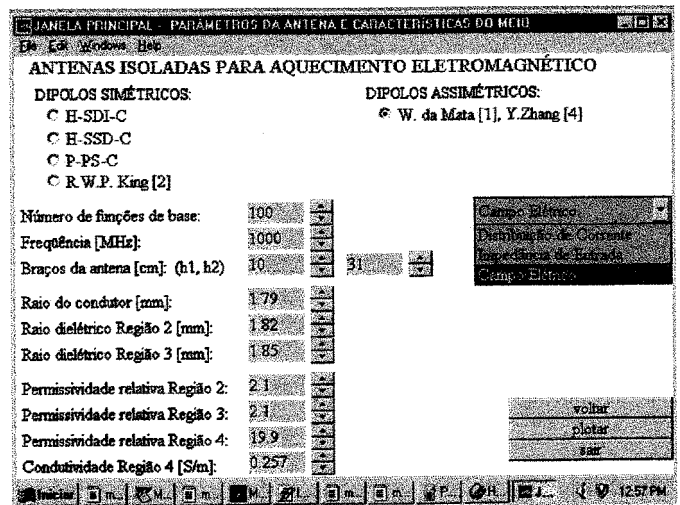 JANELA PRINCIPAL - PARÂMETROS DA ANTENA E CARACTERÍSTICAS DO MEIO
File Edit Windows Help
ANTENAS ISOLADAS PARA AQUECIMENTO ELETROMAGNÉTICO
DIPOLOS SIMÉTRICOS:
H-SDI-C
H-SSD-C
P-PS-C
R.W.P. King [2]
DIPOLOS ASSIMÉTRICOS:
W. da Mata [1], Y.Zhang [4]
Número de funções de base: 100
Freqüência [MHz]: 1000
Braços da antena [cm]: (h1, h2) 10 31
Raio do condutor [mm]: 1.79
Raio dielétrico Região 2 [mm]: 1.82
Raio dielétrico Região 3 [mm]: 1.85
Permissividade relativa Região 2: 2.1
Permissividade relativa Região 3: 2.1
Permissividade relativa Região 4: 19.9
Condutividade Região 4 [S/m]: 0.257
Campo Elétrico
Distribuição de Corrente
Impedância de Entrada
Campo Elétrico
voltar
plotar
sair
Iniciar m... M... m... M... m... m... P... H... J... 12:57 PM